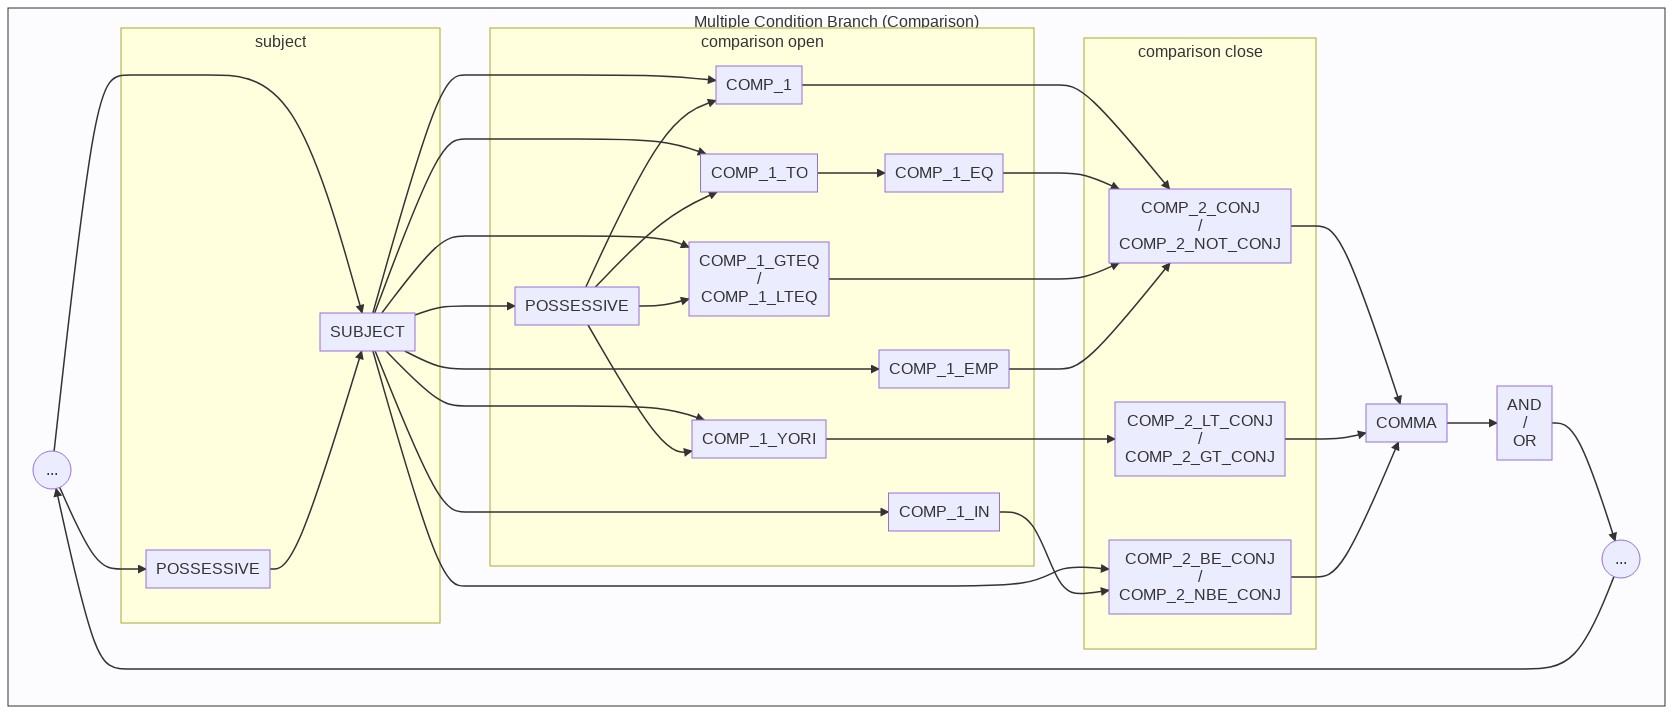 Multiple Condition Branch (Comparison)
subject
comparison open
comparison close
COMP_1
COMP_1_TO
COMP_1_EQ
COMP_2_CONJ
/
COMP_2_NOT_CONJ
COMP_1_GTEQ
/
COMP_1_LTEQ
POSSESSIVE
SUBJECT
COMP_1_EMP
COMP_1_YORI
COMP_2_LT_CONJ
/
COMP_2_GT_CONJ
COMMA
AND
/
OR
...
COMP_1_IN
POSSESSIVE
COMP_2_BE_CONJ
/
COMP_2_NBE_CONJ
...